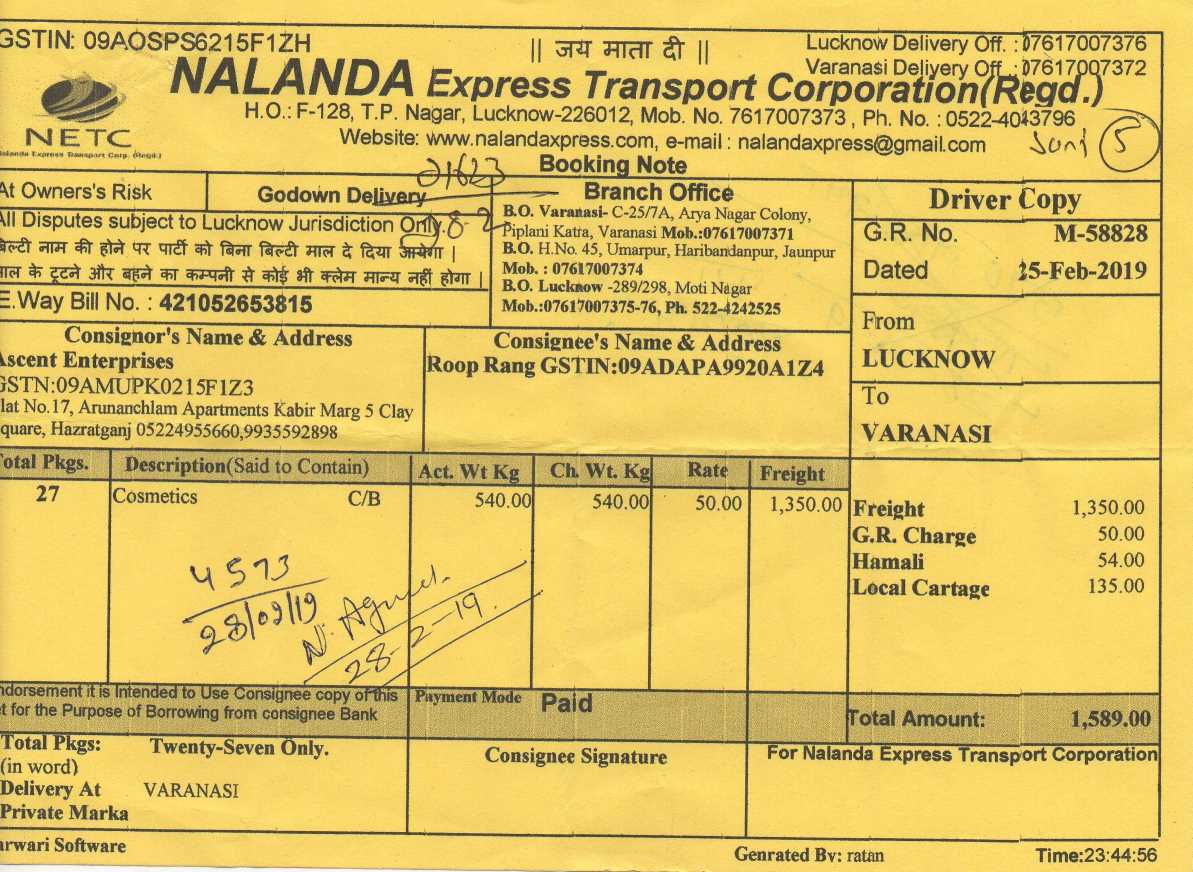 GSTIN: 09AOSPS6215F1ZH
|| जय माता दी ||
Lucknow Delivery Off. : 07617007376
Varanasi Delivery Off. : 07617007372
NALANDA Express Transport Corporation(Regd.)
NETC
Nalanda Express Transport Corp. (Regd.)
H.O.: F-128, T.P. Nagar, Lucknow-226012, Mob. No. 7617007373 , Ph. No. : 0522-4043796
Website: www.nalandaxpress.com, e-mail : nalandaxpress@gmail.com
5
Booking Note
21623
At Owners's Risk
Godown Delivery
All Disputes subject to Lucknow Jurisdiction Only.
बिल्टी नाम की होने पर पार्टी को बिना बिल्टी माल दे दिया जायेगा |
माल के टूटने और बहने का कम्पनी से कोई भी क्लेम मान्य नहीं होगा |
E.Way Bill No. : 421052653815
Branch Office
B.O. Varanasi- C-25/7A, Arya Nagar Colony,
Piplani Katra, Varanasi Mob.:07617007371
B.O. H.No. 45, Umarpur, Haribandanpur, Jaunpur
Mob. : 07617007374
B.O. Lucknow -289/298, Moti Nagar
Mob.:07617007375-76, Ph. 522-4242525
Driver Copy
G.R. No. M-58828
Dated 25-Feb-2019
From
LUCKNOW
To
VARANASI
Consignor's Name & Address
Ascent Enterprises
GSTN:09AMUPK0215F1Z3
lat No.17, Arunanchlam Apartments Kabir Marg 5 Clay
quare, Hazratganj 05224955660,9935592898
Consignee's Name & Address
Roop Rang GSTIN:09ADAPA9920A1Z4
Total Pkgs. Description(Said to Contain) Act. Wt Kg Ch. Wt. Kg Rate Freight
27 Cosmetics C/B 540.00 540.00 50.00 1,350.00
Freight 1,350.00
G.R. Charge 50.00
Hamali 54.00
Local Cartage 135.00
4573
28/02/19
28-2-19.
ndorsement it is Intended to Use Consignee copy of this
et for the Purpose of Borrowing from consignee Bank
Payment Mode Paid
Total Amount: 1,589.00
Total Pkgs: Twenty-Seven Only.
(in word)
Delivery At VARANASI
Private Marka
Consignee Signature
For Nalanda Express Transport Corporation
arwari Software
Genrated By: ratan
Time:23:44:56